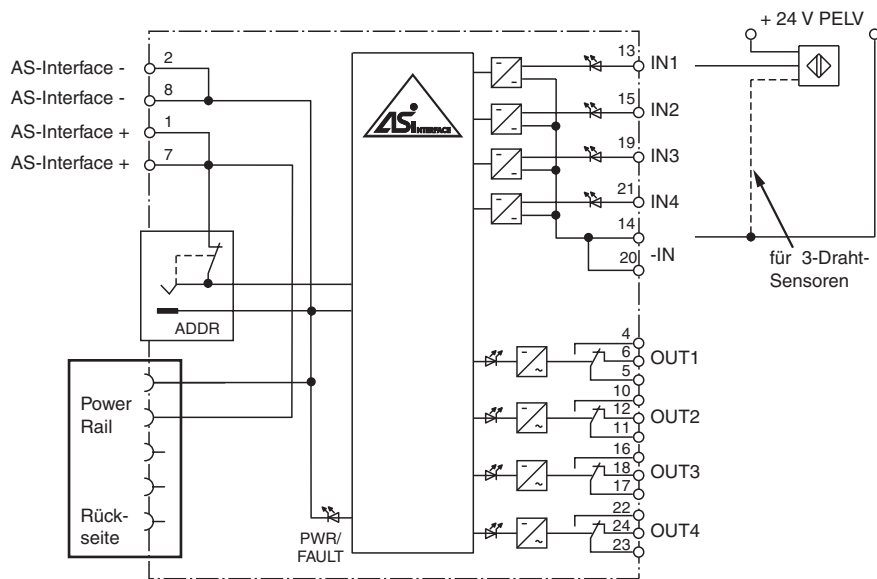 AS-Interface - 2
AS-Interface - 8
AS-Interface + 1
AS-Interface + 7
ADDR
Power
Rail
Rück-
seite
PWR/
FAULT
ASi INTERFACE
13 IN1
15 IN2
19 IN3
21 IN4
14
-IN
20
+ 24 V PELV
für 3-Draht-
Sensoren
4
6 OUT1
5
10
12 OUT2
11
16
18 OUT3
17
22
24 OUT4
23